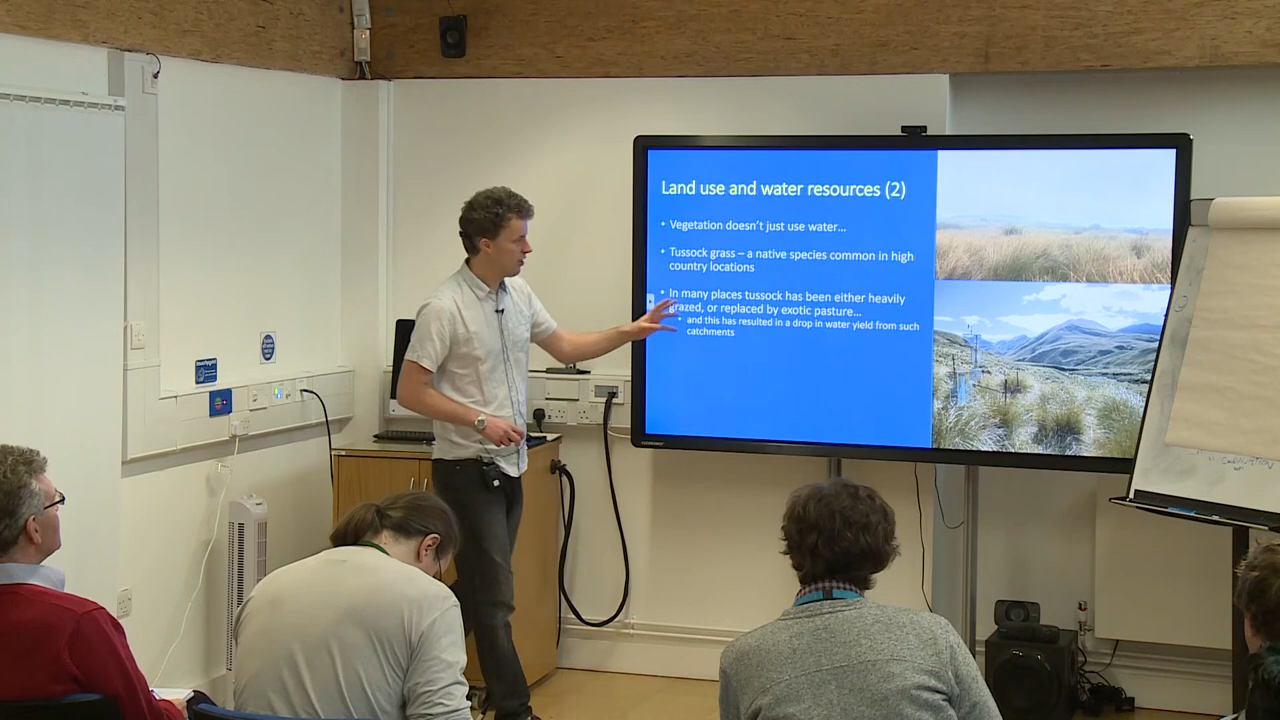 Land use and water resources (2)
• Vegetation doesn't just use water…
• Tussock grass – a native species common in high
country locations
• In many places tussock has been either heavily
grazed, or replaced by exotic pasture…
• and this has resulted in a drop in water yield from such
catchments